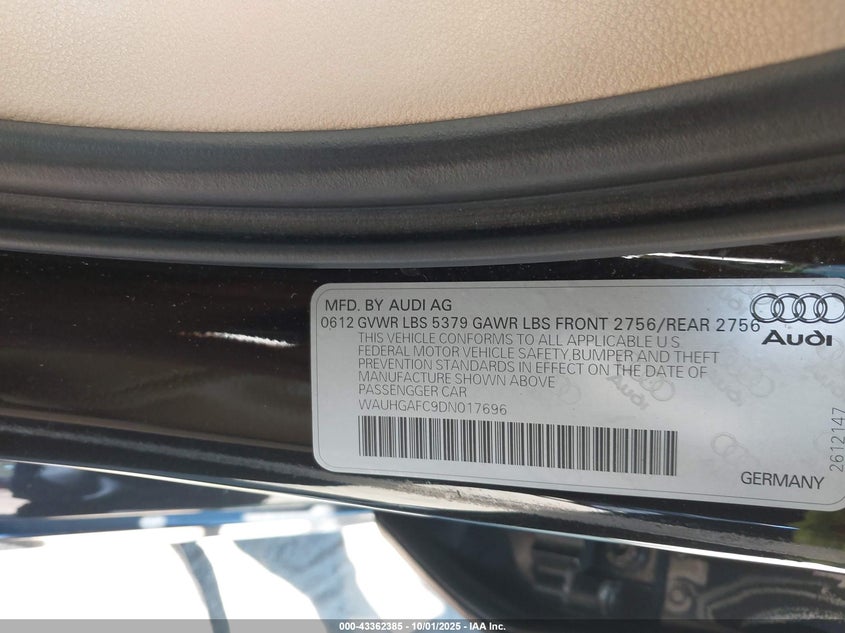 MFD. BY AUDI AG
0612 GVWR LBS 5379 GAWR LBS FRONT 2756/REAR 2756
THIS VEHICLE CONFORMS TO ALL APPLICABLE U.S.
FEDERAL MOTOR VEHICLE SAFETY, BUMPER AND THEFT
PREVENTION STANDARDS IN EFFECT ON THE DATE OF
MANUFACTURE SHOWN ABOVE
PASSENGGER CAR
WAUHGAFC9DN017696
Audi
2612147
GERMANY
000-43362385 - 10/01/2025 - IAA Inc.